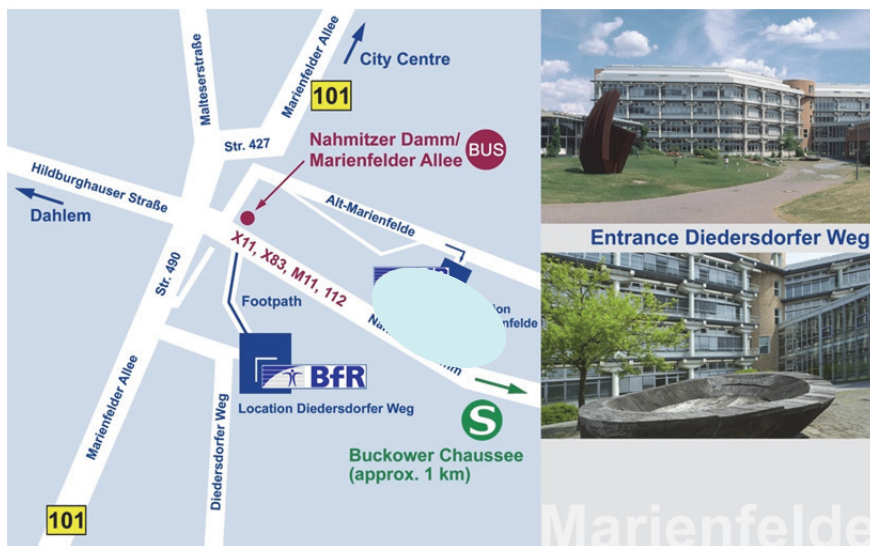 City Centre
101
Marienfelder Allee
Malteserstraße
Str. 427
Nahmitzer Damm/
Marienfelder Allee
BUS
Hildburghauser Straße
Dahlem
Alt-Marienfelde
X11, X83, M11, 112
Str. 490
Footpath
BfR
Location Diedersdorfer Weg
Marienfelder Allee
Diedersdorfer Weg
S
Buckower Chaussee
(approx. 1 km)
101
Entrance Diedersdorfer Weg
Marienfelde